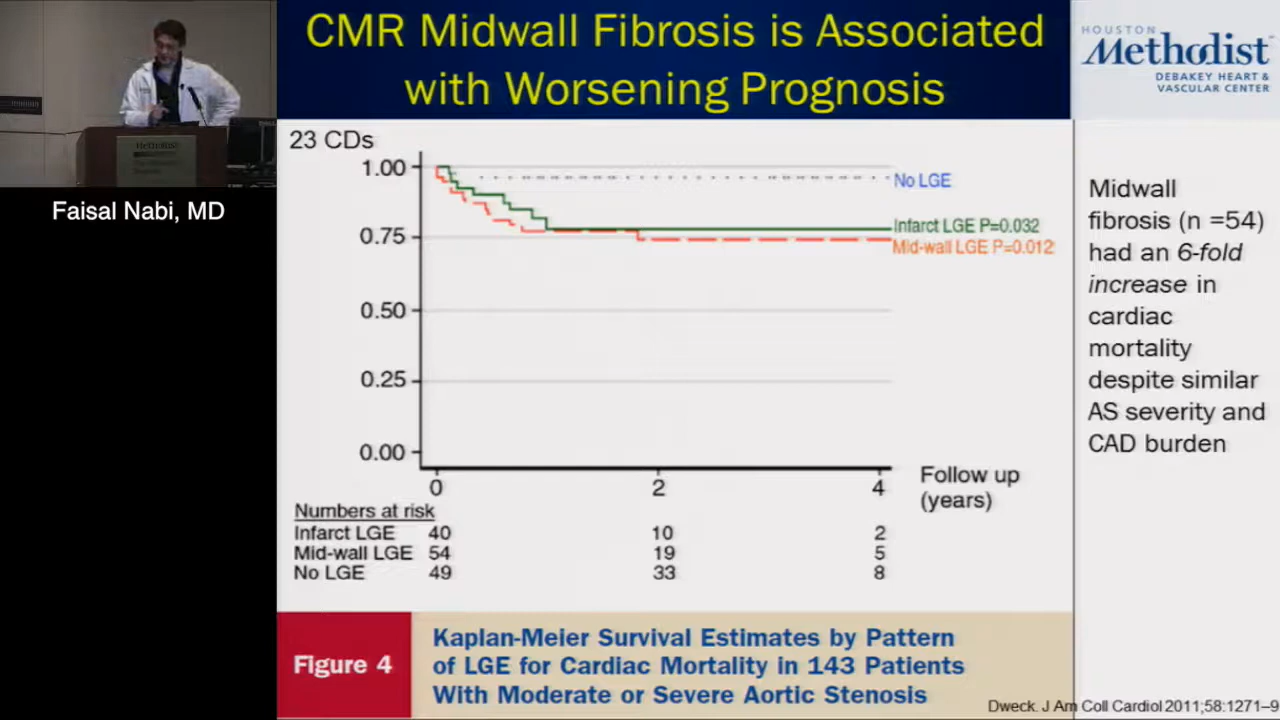 CMR Midwall Fibrosis is Associated
with Worsening Prognosis
HOUSTON
Methodist
DEBAKEY HEART &
VASCULAR CENTER
Methodist
Faisal Nabi, MD
23 CDs
1.00
0.75
0.50
0.25
0.00
No LGE
Infarct LGE P=0.032
Mid-wall LGE P=0.012
0 2 4
Follow up
(years)
Numbers at risk
Infarct LGE 40 10 2
Mid-wall LGE 54 19 5
No LGE 49 33 8
Midwall
fibrosis (n =54)
had an 6-fold
increase in
cardiac
mortality
despite similar
AS severity and
CAD burden
Figure 4
Kaplan-Meier Survival Estimates by Pattern
of LGE for Cardiac Mortality in 143 Patients
With Moderate or Severe Aortic Stenosis
Dweck. J Am Coll Cardiol 2011;58:1271–9